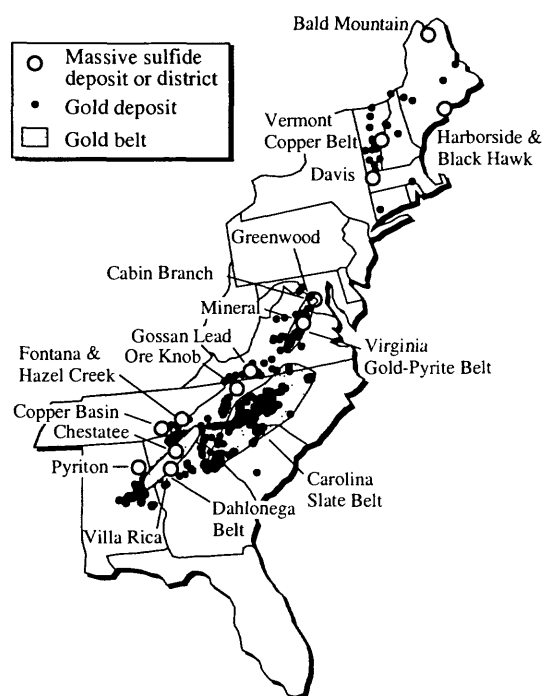 Bald Mountain
Massive sulfide
deposit or district
Gold deposit
Gold belt
Vermont
Copper Belt
Harborside &
Black Hawk
Davis
Greenwood
Cabin Branch
Mineral
Gossan Lead
Ore Knob
Virginia
Gold-Pyrite Belt
Fontana &
Hazel Creek
Copper Basin
Chestatee
Pyriton
Carolina
Slate Belt
Dahlonega
Belt
Villa Rica